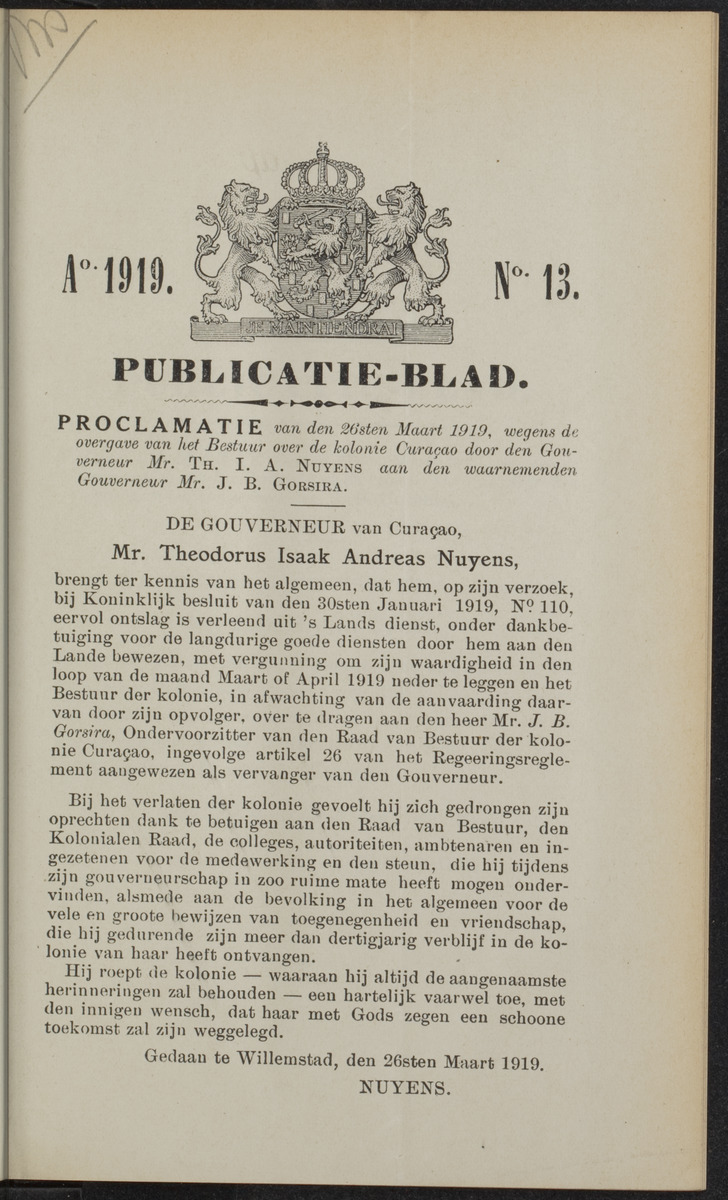 Aº. 1919.
Nº. 13.
JE MAINTIENDRAI
PUBLICATIE-BLAD.
PROCLAMATIE van den 26sten Maart 1919, wegens de
overgave van het Bestuur over de kolonie Curaçao door den Gou-
verneur Mr. TH. I. A. NUYENS aan den waarnemenden
Gouverneur Mr. J. B. GORSIRA.
DE GOUVERNEUR van Curaçao,
Mr. Theodorus Isaak Andreas Nuyens,
brengt ter kennis van het algemeen, dat hem, op zijn verzoek,
bij Koninklijk besluit van den 30sten Januari 1919, Nº 110,
eervol ontslag is verleend uit 's Lands dienst, onder dankbe-
tuiging voor de langdurige goede diensten door hem aan den
Lande bewezen, met vergunning om zijn waardigheid in den
loop van de maand Maart of April 1919 neder te leggen en het
Bestuur der kolonie, in afwachting van de aanvaarding daar-
van door zijn opvolger, over te dragen aan den heer Mr. J. B.
Gorsira, Ondervoorzitter van den Raad van Bestuur der kolo-
nie Curaçao, ingevolge artikel 26 van het Regeeringsregle-
ment aangewezen als vervanger van den Gouverneur.
Bij het verlaten der kolonie gevoelt hij zich gedrongen zijn
oprechten dank te betuigen aan den Raad van Bestuur, den
Kolonialen Raad, de colleges, autoriteiten, ambtenaren en in-
gezetenen voor de medewerking en den steun, die hij tijdens
zijn gouverneurschap in zoo ruime mate heeft mogen onder-
vinden, alsmede aan de bevolking in het algemeen voor de
vele en groote bewijzen van toegenegenheid en vriendschap,
die hij gedurende zijn meer dan dertigjarig verblijf in de ko-
lonie van haar heeft ontvangen.
Hij roept de kolonie — waaraan hij altijd de aangenaamste
herinneringen zal behouden — een hartelijk vaarwel toe, met
den innigen wensch, dat haar met Gods zegen een schoone
toekomst zal zijn weggelegd.
Gedaan te Willemstad, den 26sten Maart 1919.
NUYENS.